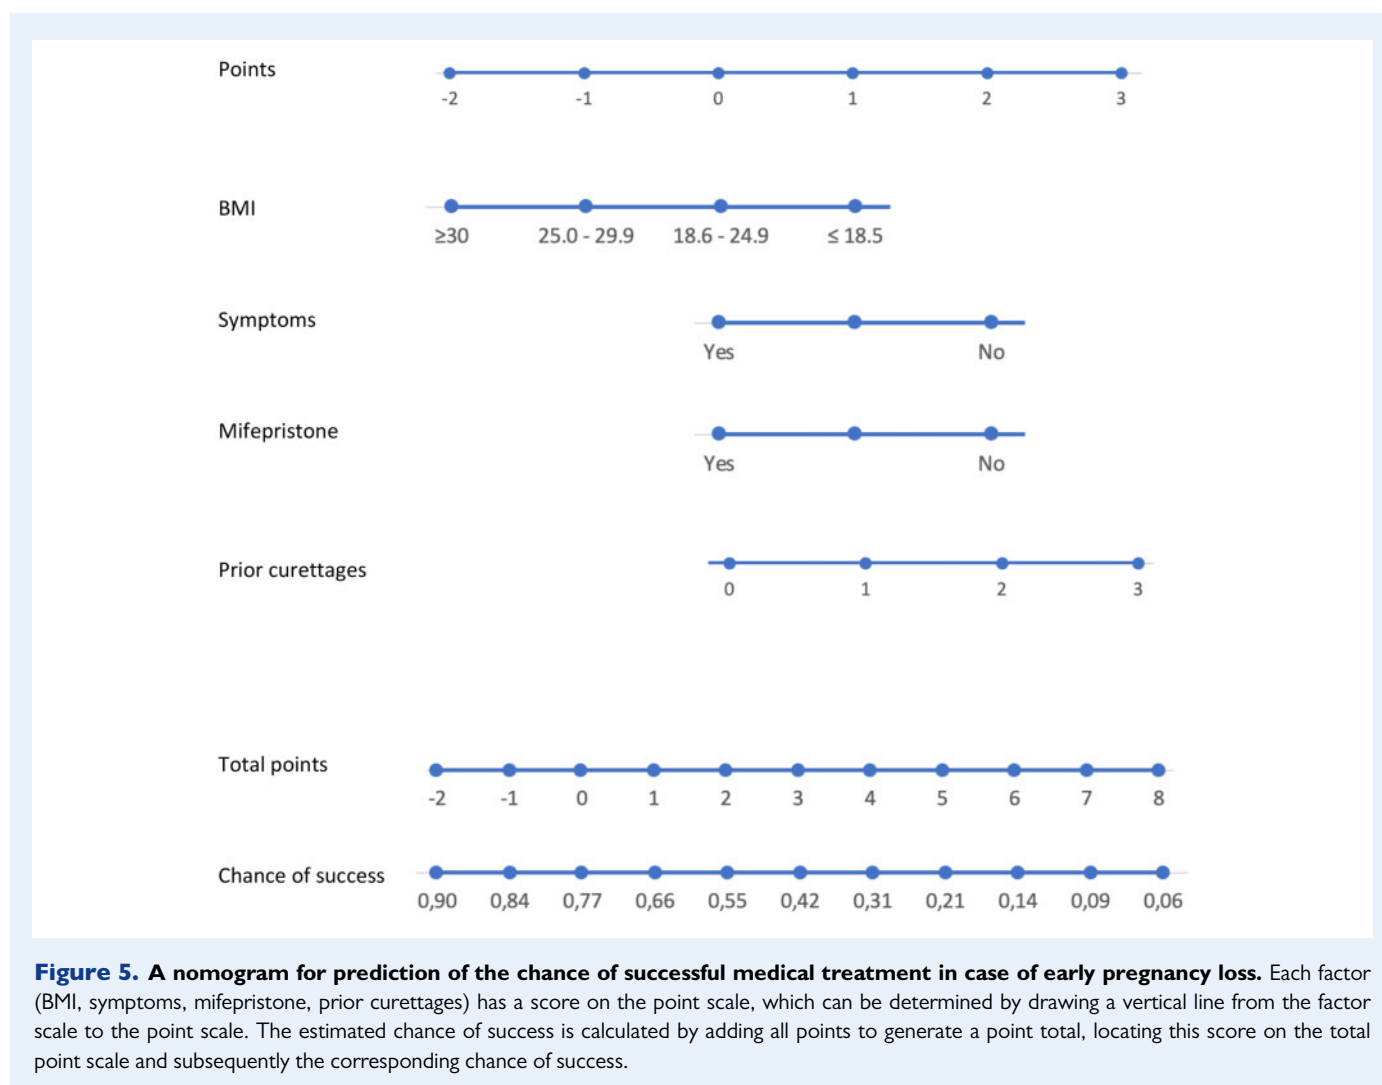 Points
-2 -1 0 1 2 3
BMI
≥30 25.0 - 29.9 18.6 - 24.9 ≤ 18.5
Symptoms
Yes No
Mifepristone
Yes No
Prior curettages
0 1 2 3
Total points
-2 -1 0 1 2 3 4 5 6 7 8
Chance of success
0,90 0,84 0,77 0,66 0,55 0,42 0,31 0,21 0,14 0,09 0,06
Figure 5. A nomogram for prediction of the chance of successful medical treatment in case of early pregnancy loss. Each factor
(BMI, symptoms, mifepristone, prior curettages) has a score on the point scale, which can be determined by drawing a vertical line from the factor
scale to the point scale. The estimated chance of success is calculated by adding all points to generate a point total, locating this score on the total
point scale and subsequently the corresponding chance of success.